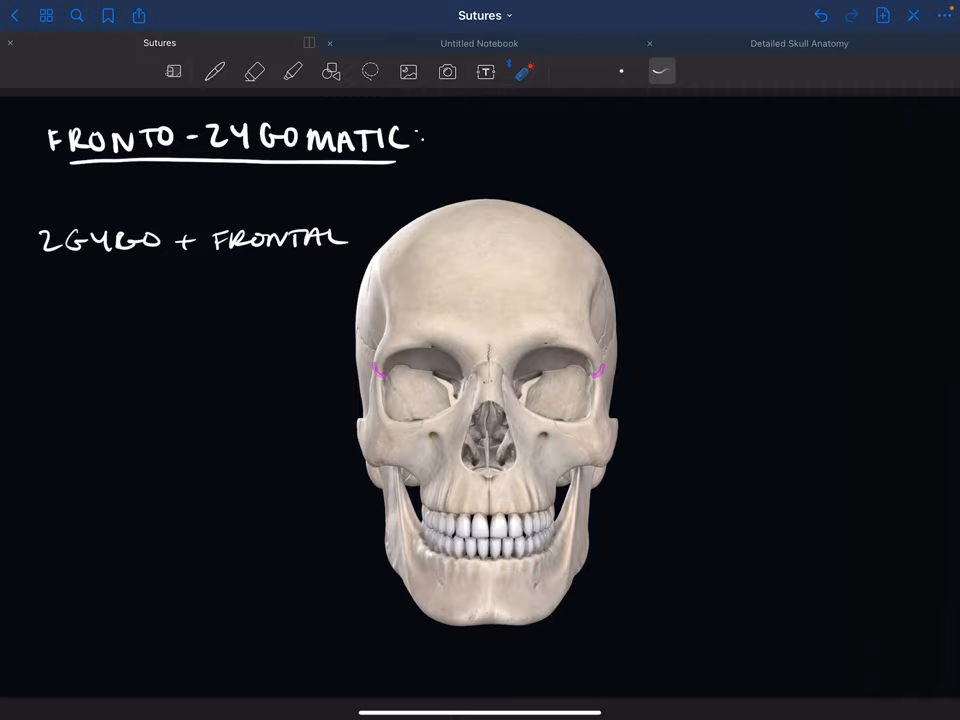 Sutures
Sutures
Untitled Notebook
Detailed Skull Anatomy
FRONTO-ZYGOMATIC:
ZGYGO + FRONTAL